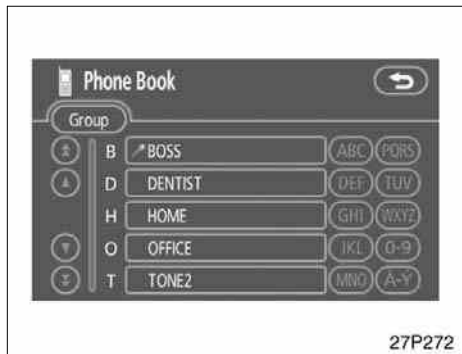 Phone Book
Group
B BOSS ABC PQRS
D DENTIST DEF TUV
H HOME GHI WXYZ
O OFFICE JKL 0-9
T TONE2 MNO À-Ý
27P272